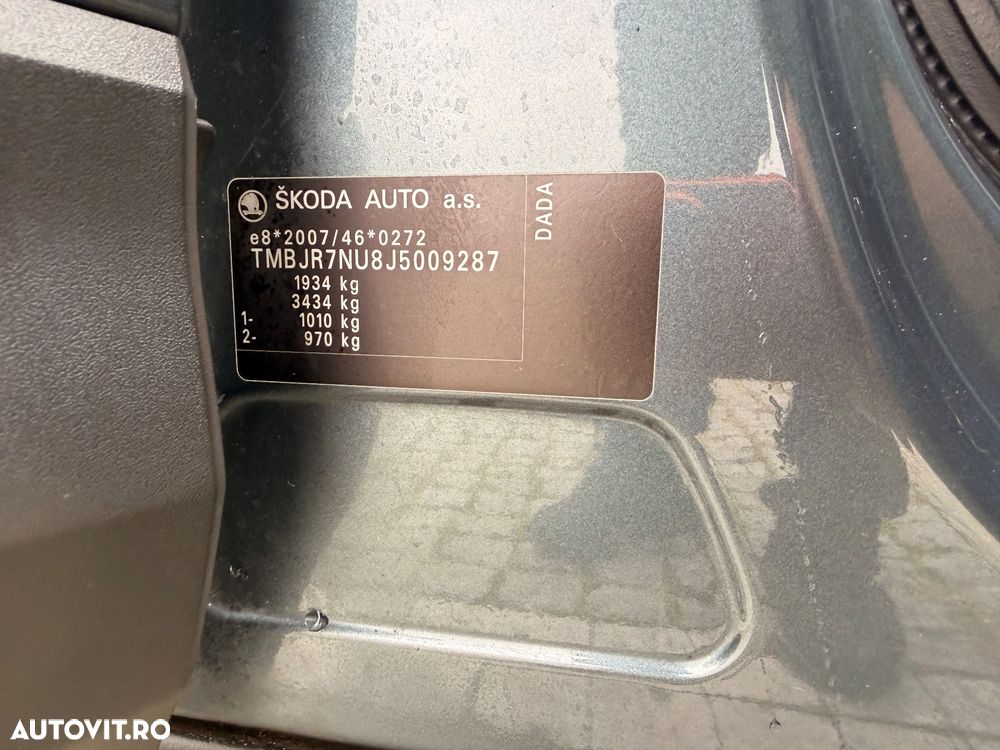 ŠKODA AUTO a.s.
DADA
e8*2007/46*0272
TMBJR7NU8J5009287
1934 kg
3434 kg
1- 1010 kg
2- 970 kg
AUTOVIT.RO